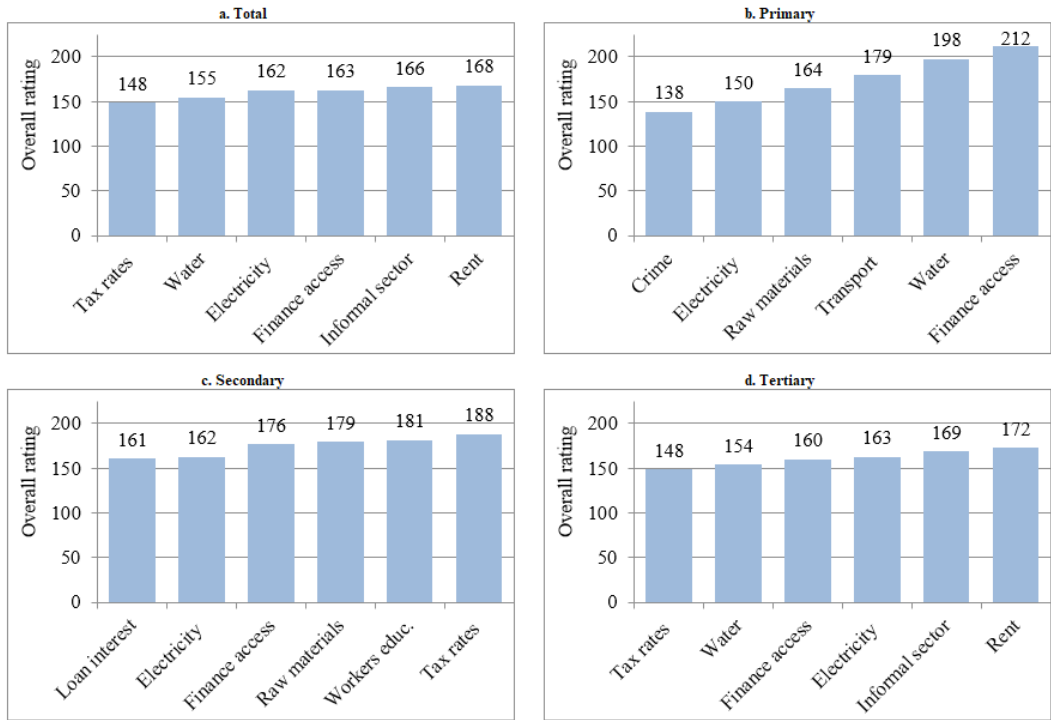 a. Total
Overall rating
200
150
100
50
0
148 155 162 163 166 168
Tax rates Water Electricity Finance access Informal sector Rent
b. Primary
Overall rating
200
150
100
50
0
138 150 164 179 198 212
Crime Electricity Raw materials Transport Water Finance access
c. Secondary
Overall rating
200
150
100
50
0
161 162 176 179 181 188
Loan interest Electricity Finance access Raw materials Workers educ. Tax rates
d. Tertiary
Overall rating
200
150
100
50
0
148 154 160 163 169 172
Tax rates Water Finance access Electricity Informal sector Rent